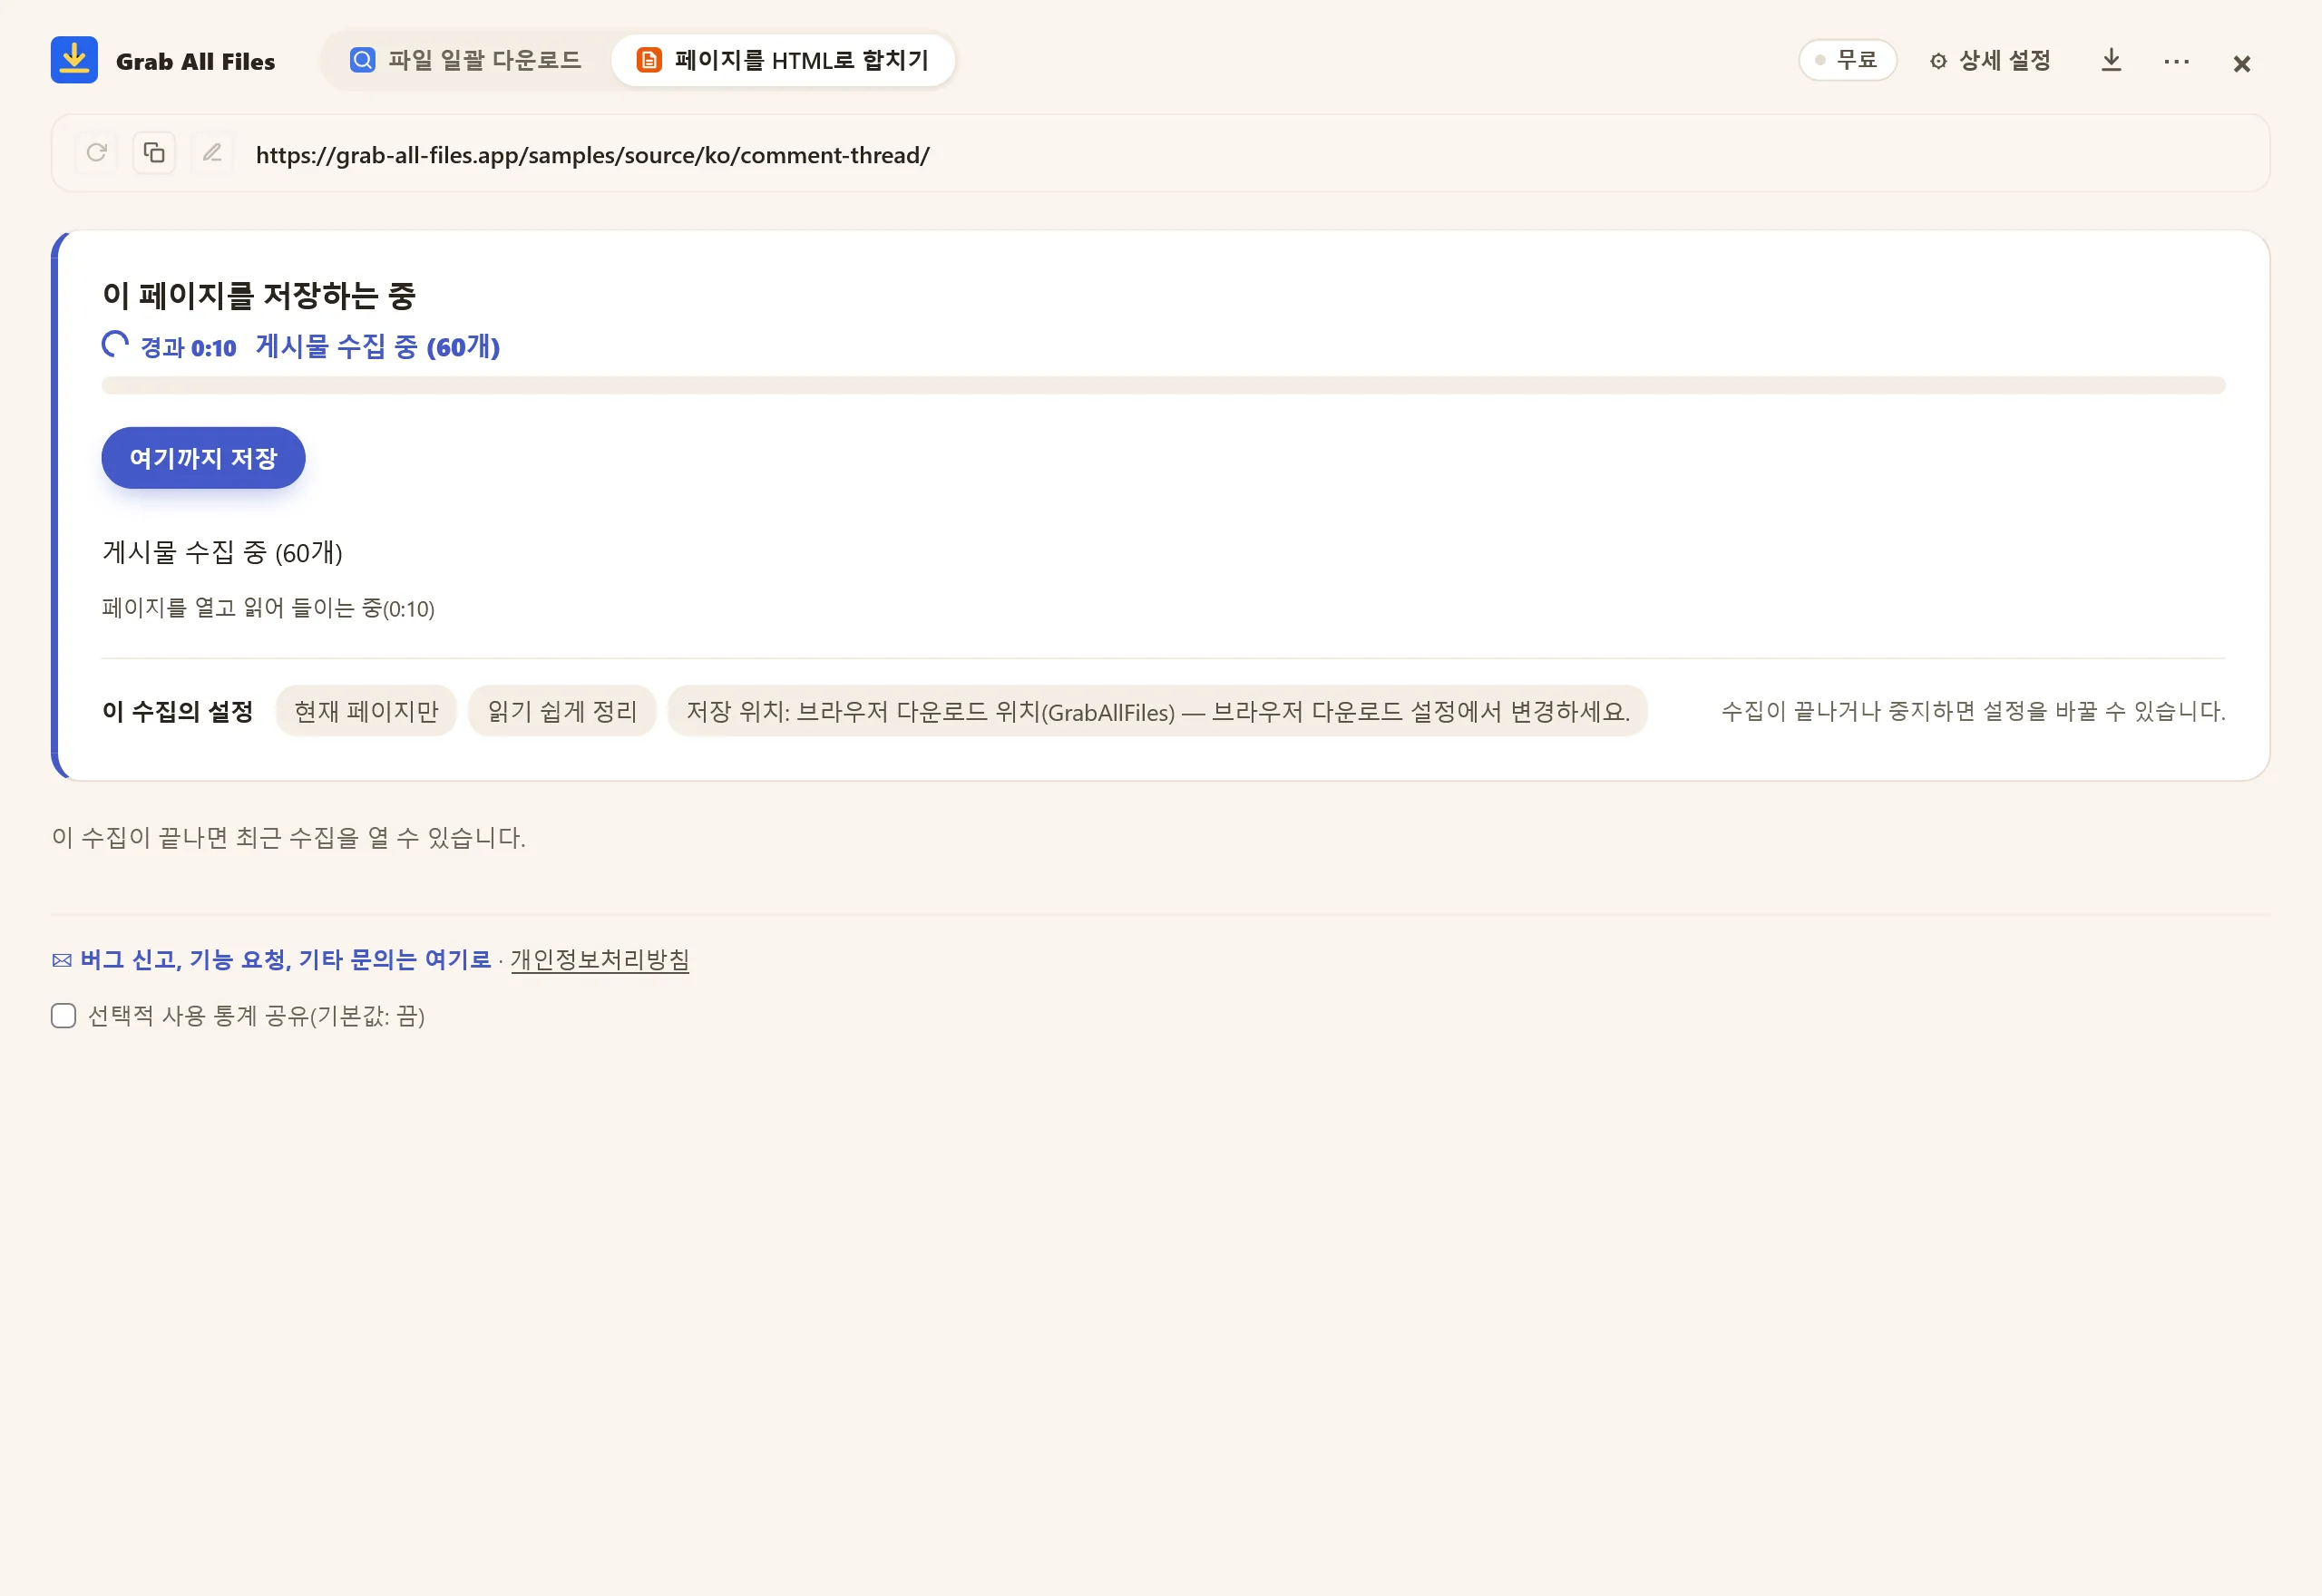 Grab All Files
파일 일괄 다운로드
페이지를 HTML로 합치기
무료
상세 설정
https://grab-all-files.app/samples/source/ko/comment-thread/
이 페이지를 저장하는 중
경과 0:10 게시물 수집 중 (60개)
여기까지 저장
게시물 수집 중 (60개)
페이지를 열고 읽어 들이는 중(0:10)
이 수집의 설정
현재 페이지만
읽기 쉽게 정리
저장 위치: 브라우저 다운로드 위치(GrabAllFiles) — 브라우저 다운로드 설정에서 변경하세요.
수집이 끝나거나 중지하면 설정을 바꿀 수 있습니다.
이 수집이 끝나면 최근 수집을 열 수 있습니다.
버그 신고, 기능 요청, 기타 문의는 여기로 · 개인정보처리방침
선택적 사용 통계 공유(기본값: 끔)